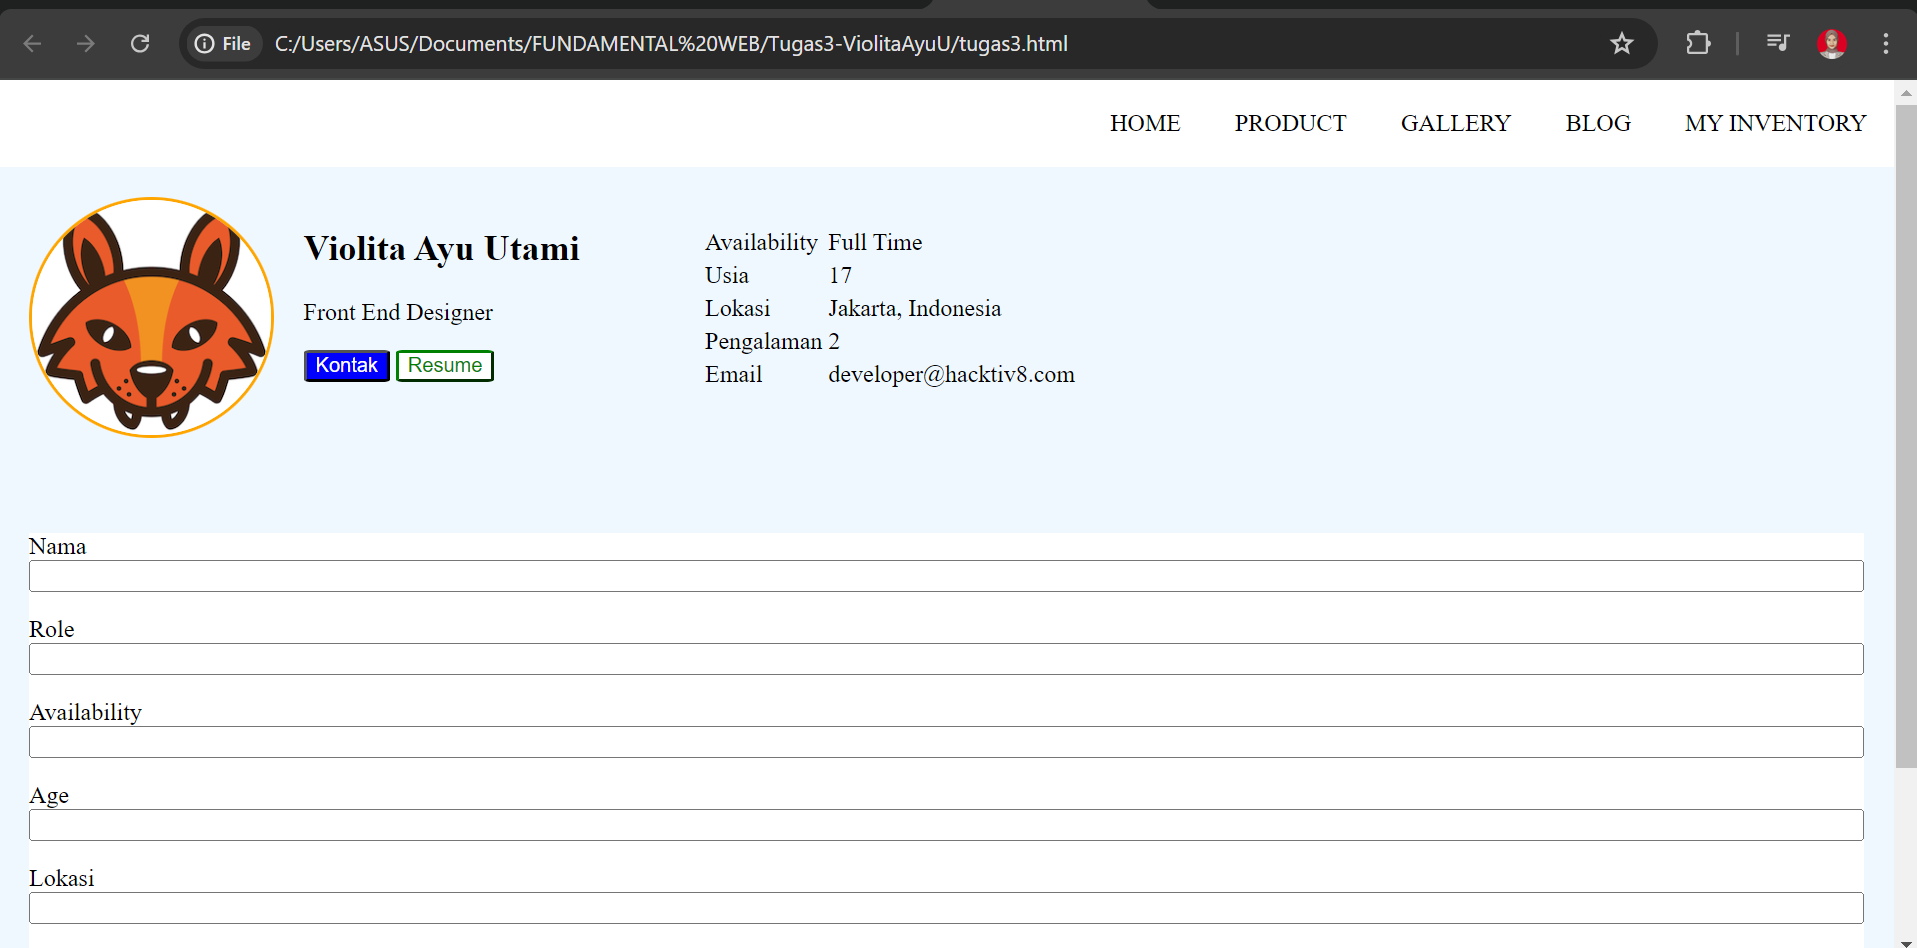 File C:/Users/ASUS/Documents/FUNDAMENTAL%20WEB/Tugas3-ViolitaAyuU/tugas3.html
HOME PRODUCT GALLERY BLOG MY INVENTORY
Violita Ayu Utami
Front End Designer
Kontak Resume
Availability Full Time
Usia 17
Lokasi Jakarta, Indonesia
Pengalaman 2
Email developer@hacktiv8.com
Nama
Role
Availability
Age
Lokasi